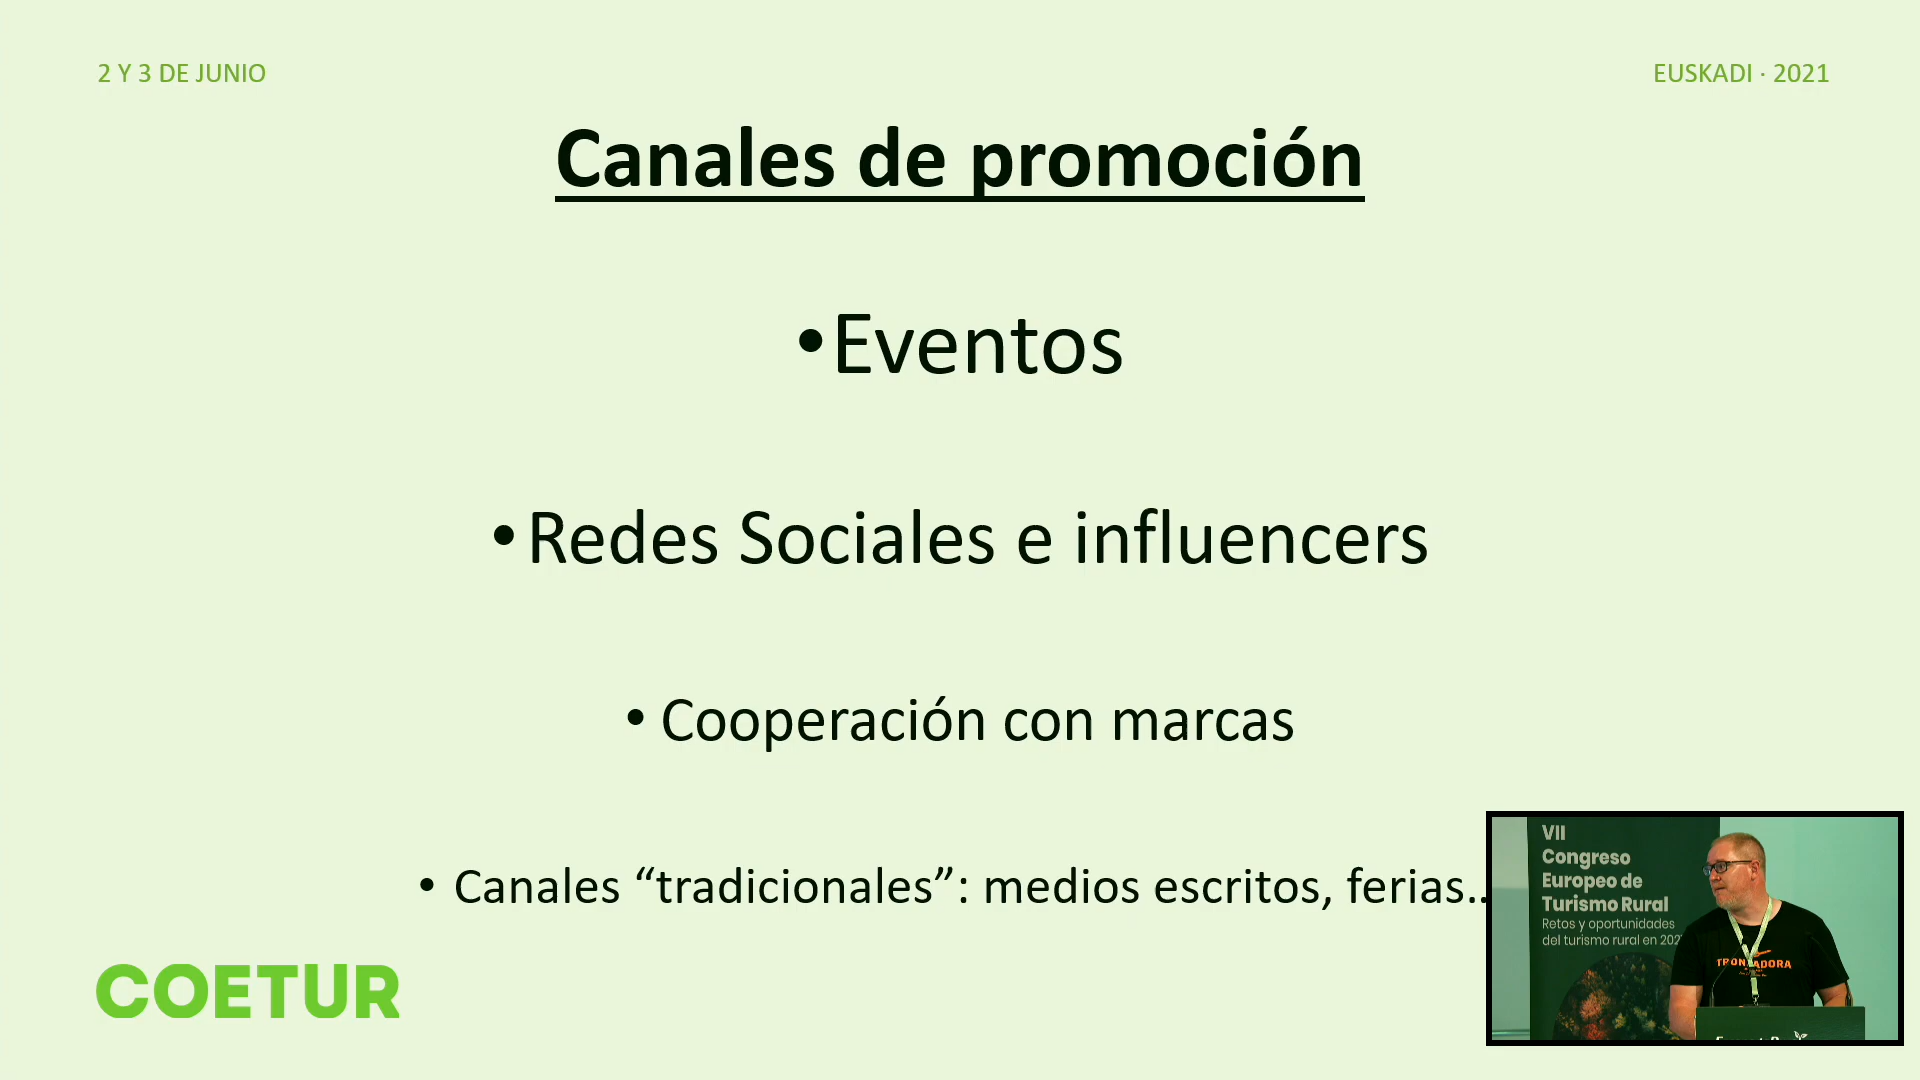 2 Y 3 DE JUNIO
EUSKADI · 2021
Canales de promoción
•Eventos
• Redes Sociales e influencers
• Cooperación con marcas
• Canales “tradicionales”: medios escritos, ferias..
COETUR
VII
Congreso
Europeo de
Turismo Rural
Retos y oportunidades
del turismo rural en